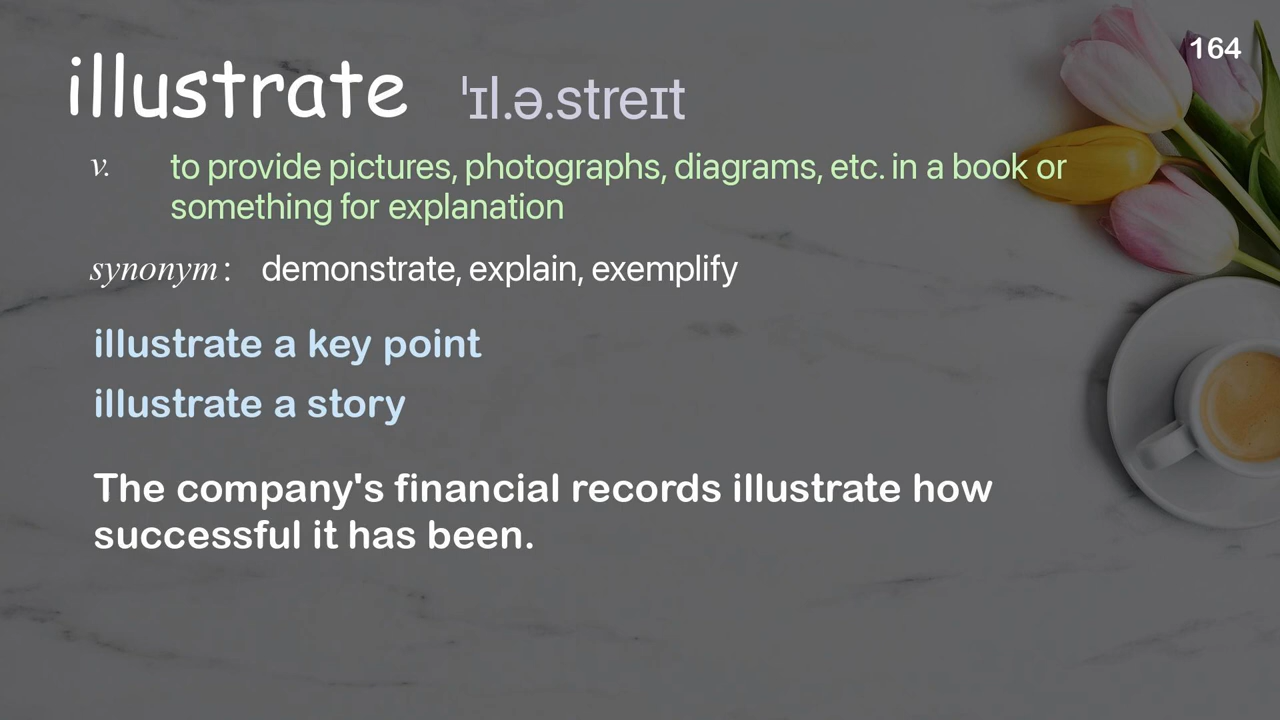 164
illustrate ˈɪl.ə.streɪt
v. to provide pictures, photographs, diagrams, etc. in a book or
something for explanation
synonym: demonstrate, explain, exemplify
illustrate a key point
illustrate a story
The company's financial records illustrate how
successful it has been.